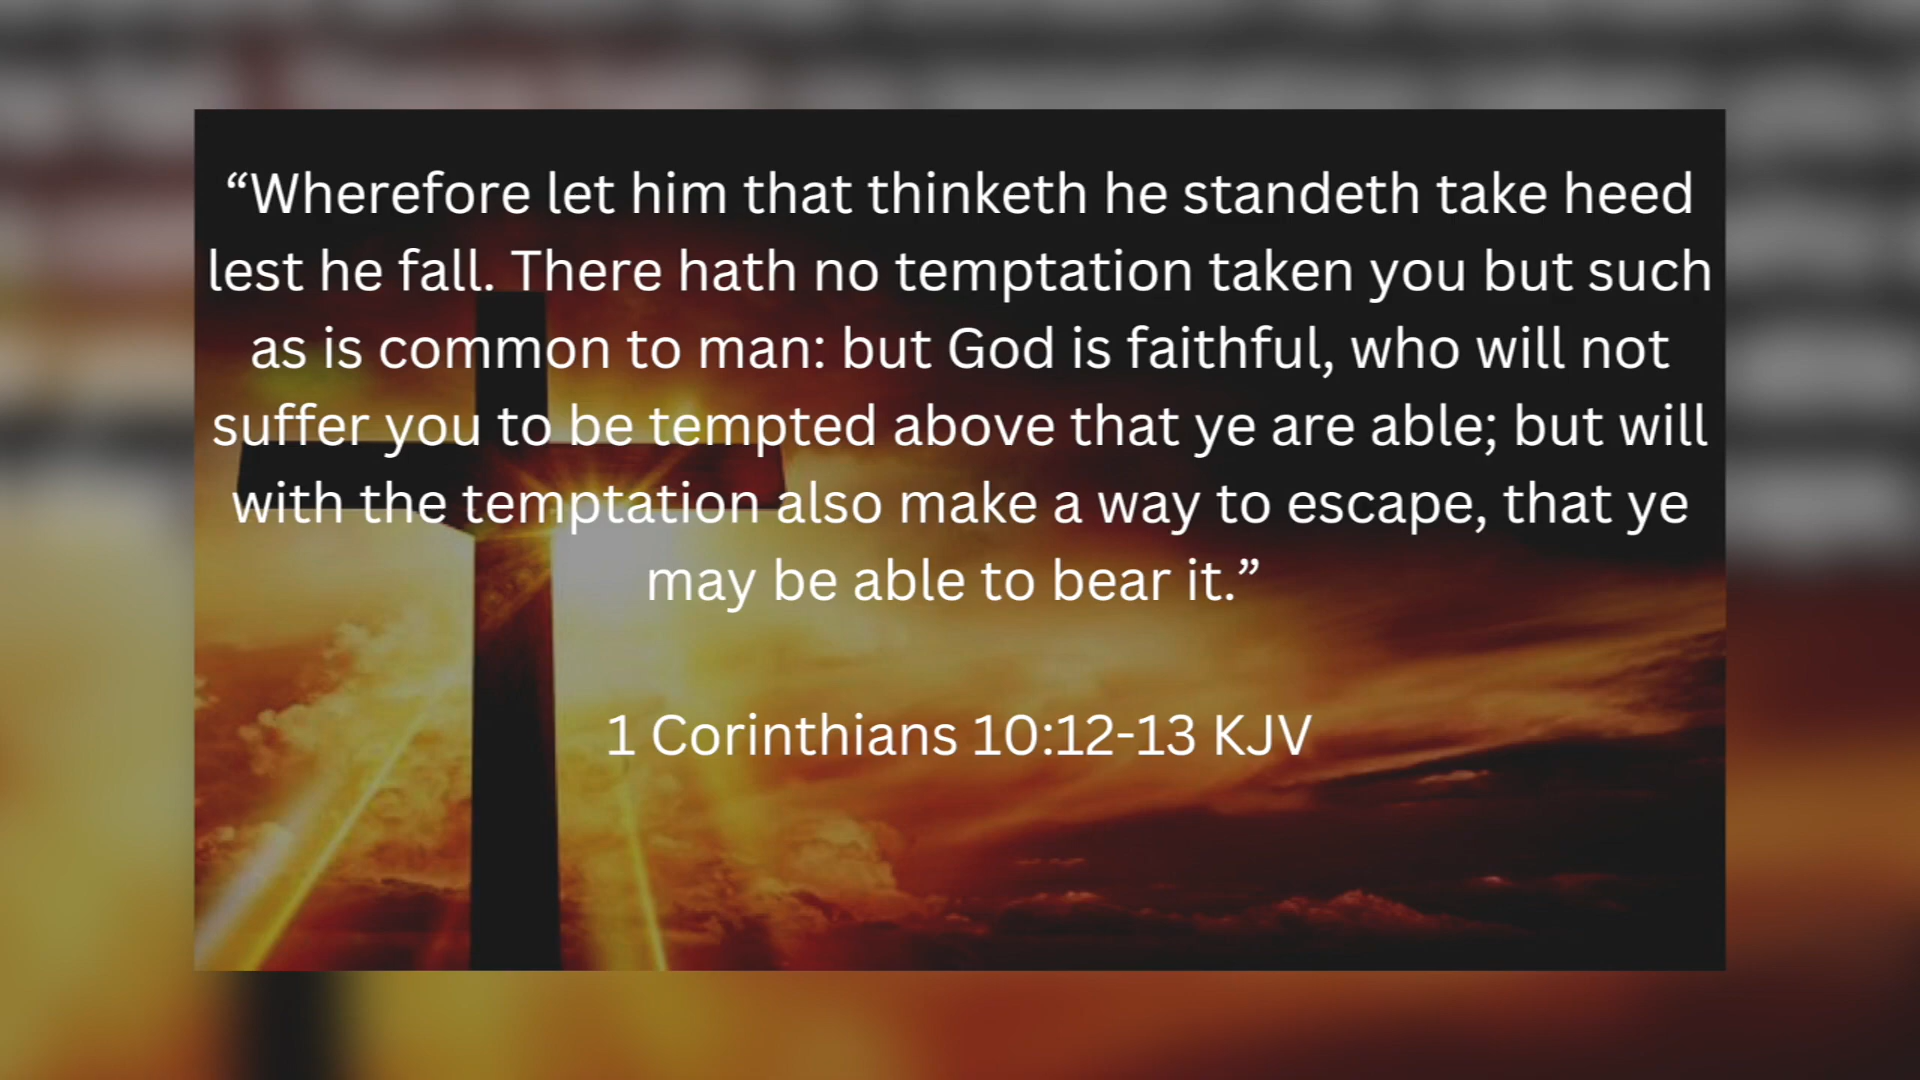 “Wherefore let him that thinketh he standeth take heed
lest he fall. There hath no temptation taken you but such
as is common to man: but God is faithful, who will not
suffer you to be tempted above that ye are able; but will
with the temptation also make a way to escape, that ye
may be able to bear it.”
1 Corinthians 10:12-13 KJV